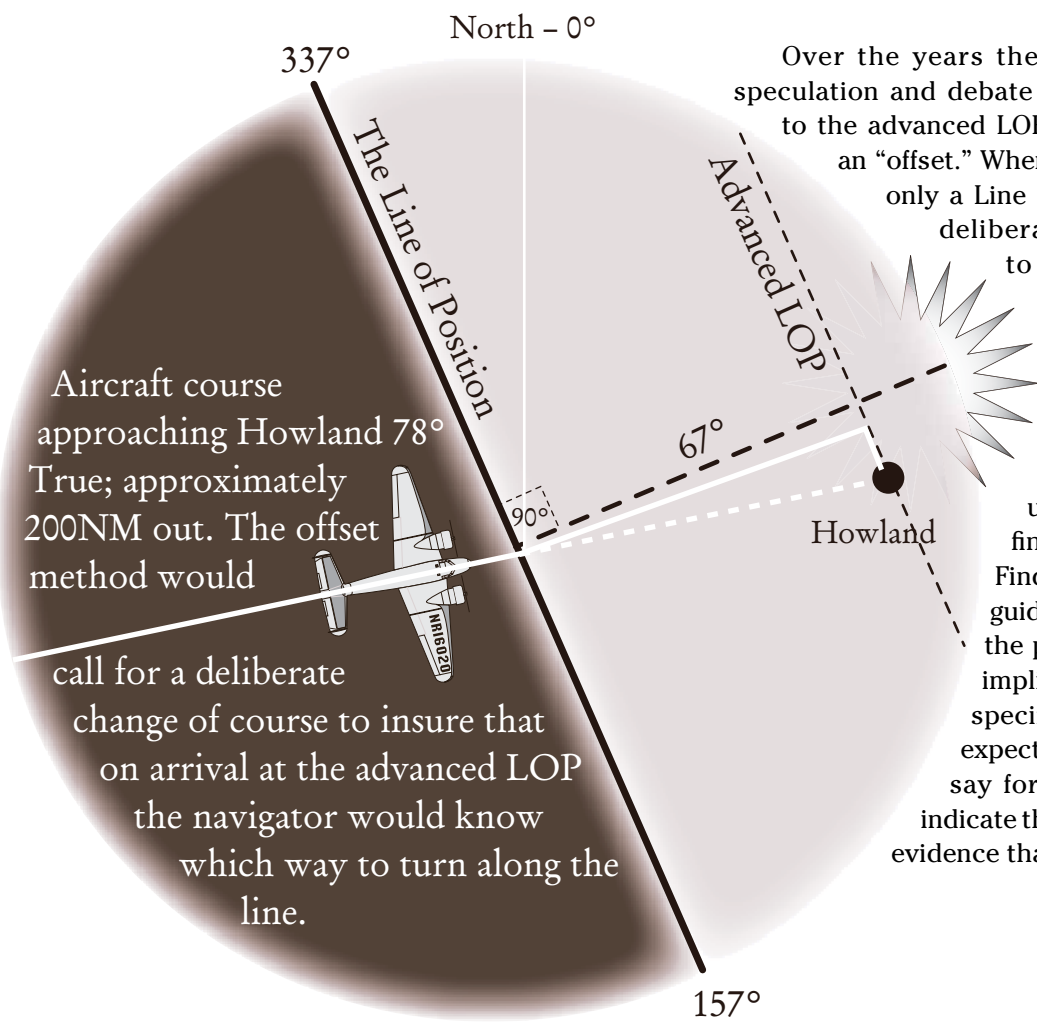 North – 0°
337°
The Line of Position
Advanced LOP
67°
90°
Howland
157°
NR16020
Aircraft course
approaching Howland 78°
True; approximately
200NM out. The offset
method would
call for a deliberate
change of course to insure that
on arrival at the advanced LOP
the navigator would know
which way to turn along the
line.
Over the years the
speculation and debate
to the advanced LO
an “offset.” Whe
only a Line
delibera
to
u
fin
Find
guid
the p
impli
speci
expect
say for
indicate th
evidence tha